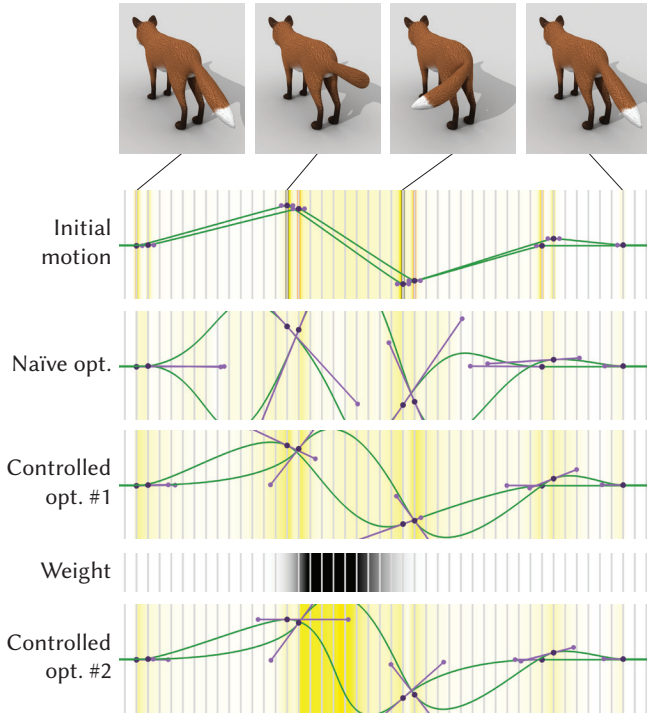 Initial
motion
Naïve opt.
Controlled
opt. #1
Weight
Controlled
opt. #2